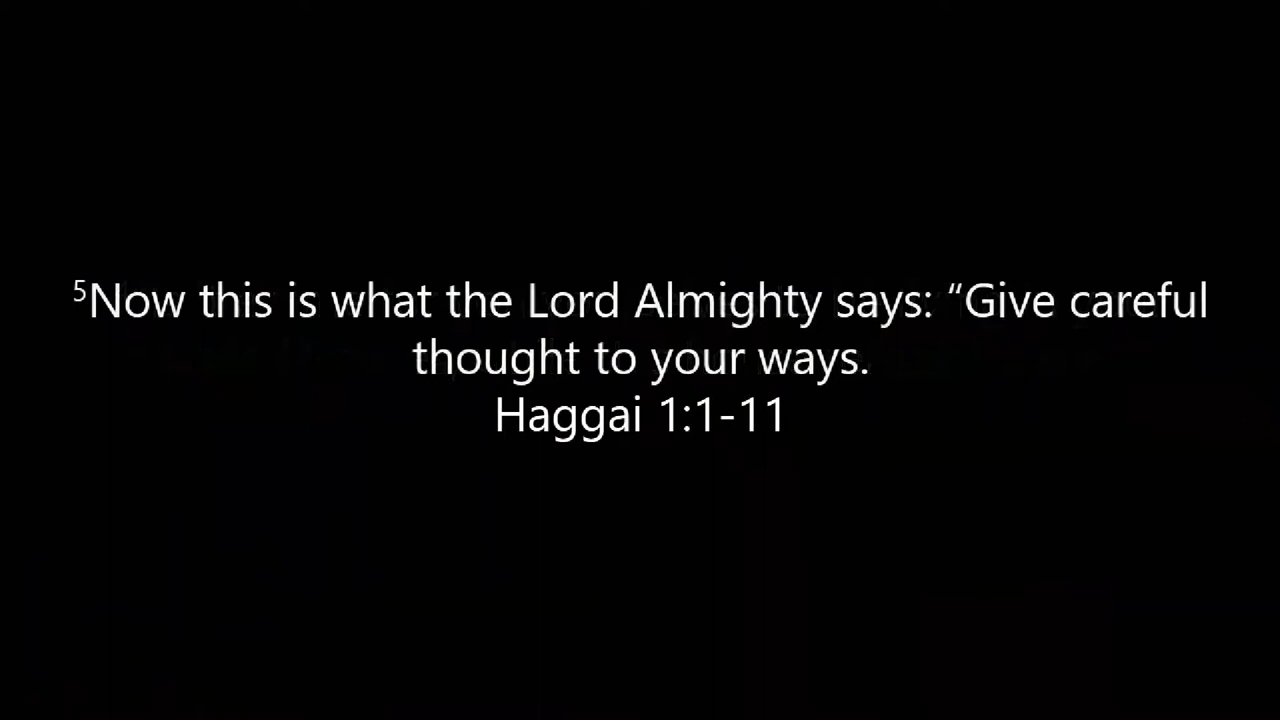 ⁵Now this is what the Lord Almighty says: “Give careful
thought to your ways.
Haggai 1:1-11